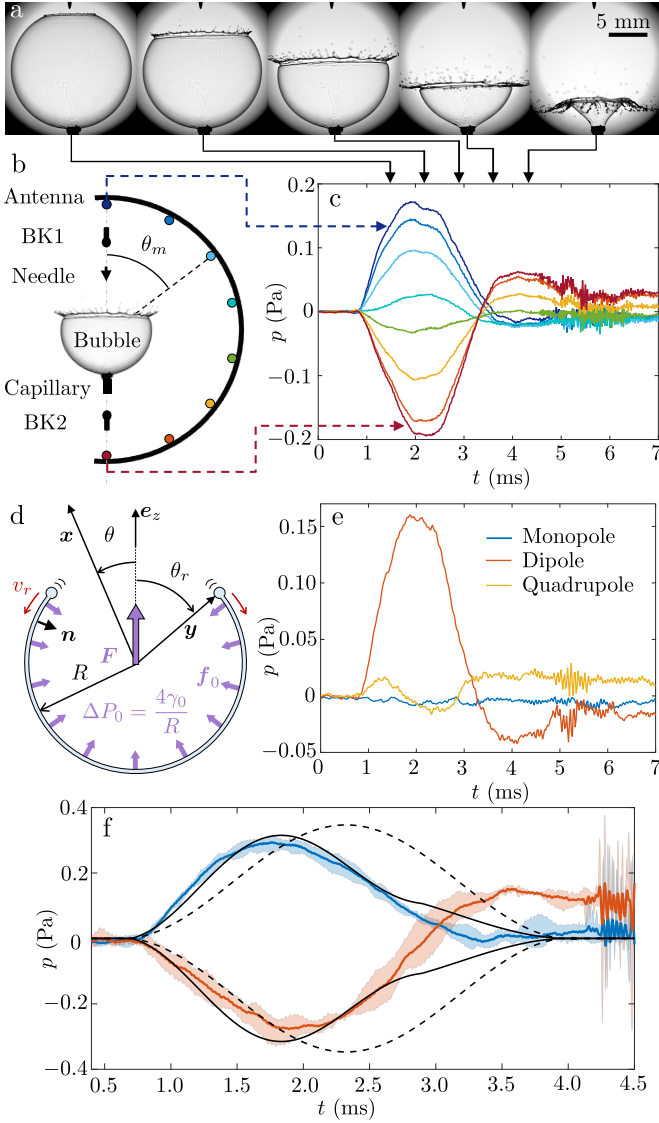 a
5 mm
b
Antenna
BK1
Needle
Bubble
Capillary
BK2
θₘ
c
0.2
0.1
0
−0.1
−0.2
p (Pa)
0 1 2 3 4 5 6 7
t (ms)
d
x
θ
e_z
θ_r
v_r
n
F
y
R
f₀
ΔP₀ = 4γ₀/R
e
Monopole
Dipole
Quadrupole
0.15
0.10
0.05
0
−0.05
p (Pa)
0 1 2 3 4 5 6 7
t (ms)
f
0.4
0.2
0
−0.2
−0.4
p (Pa)
0.5 1.0 1.5 2.0 2.5 3.0 3.5 4.0 4.5
t (ms)